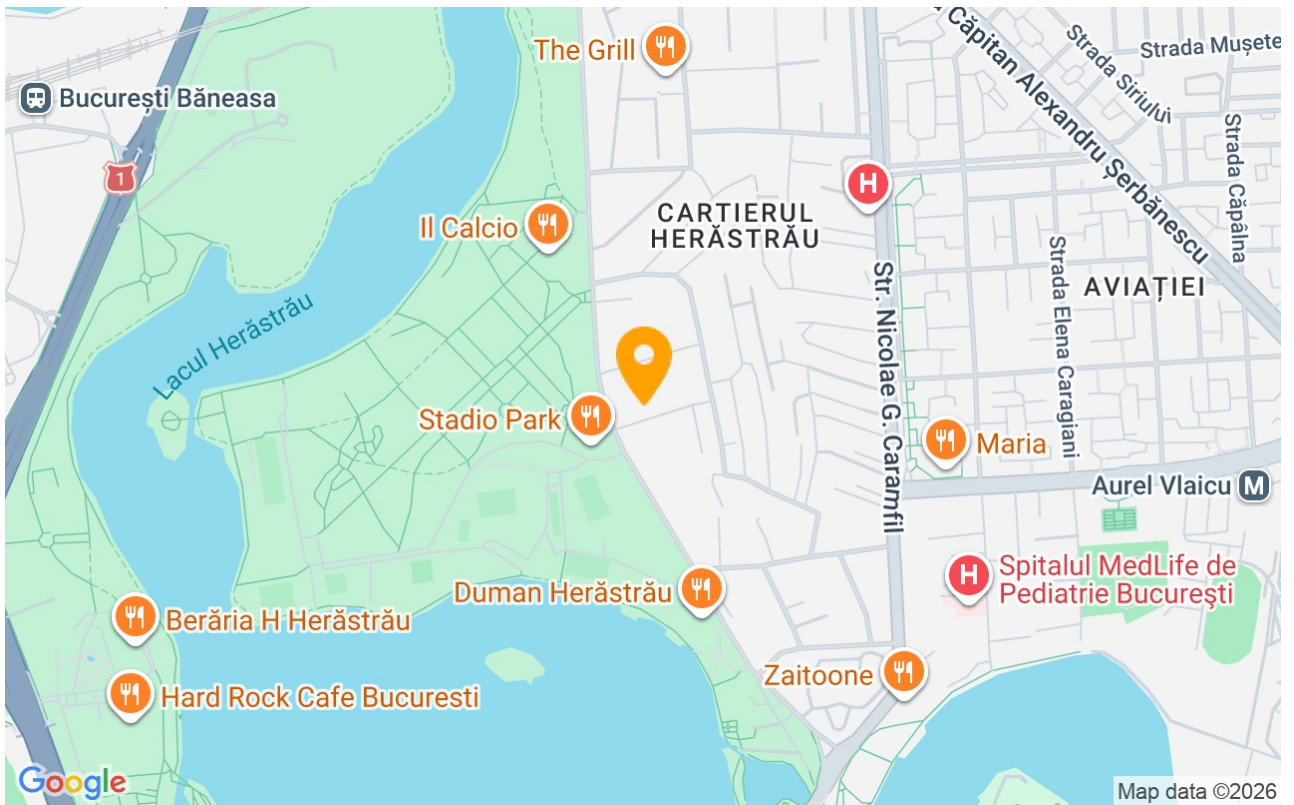 The Grill
Căpitan Alexandru Șerbănescu
Strada Mușete
Strada Siriului
Strada Căpâlna
București Băneasa
1
H
CARTIERUL
HERĂSTRĂU
Il Calcio
Strada Elena Caragiani
AVIAȚIEI
Str. Nicolae G. Caramfil
Lacul Herăstrău
Stadio Park
Maria
Aurel Vlaicu M
H
Spitalul MedLife de
Pediatrie Bucureşti
Duman Herăstrău
Berăria H Herăstrău
Zaitoone
Hard Rock Cafe Bucuresti
Google
Map data ©2026